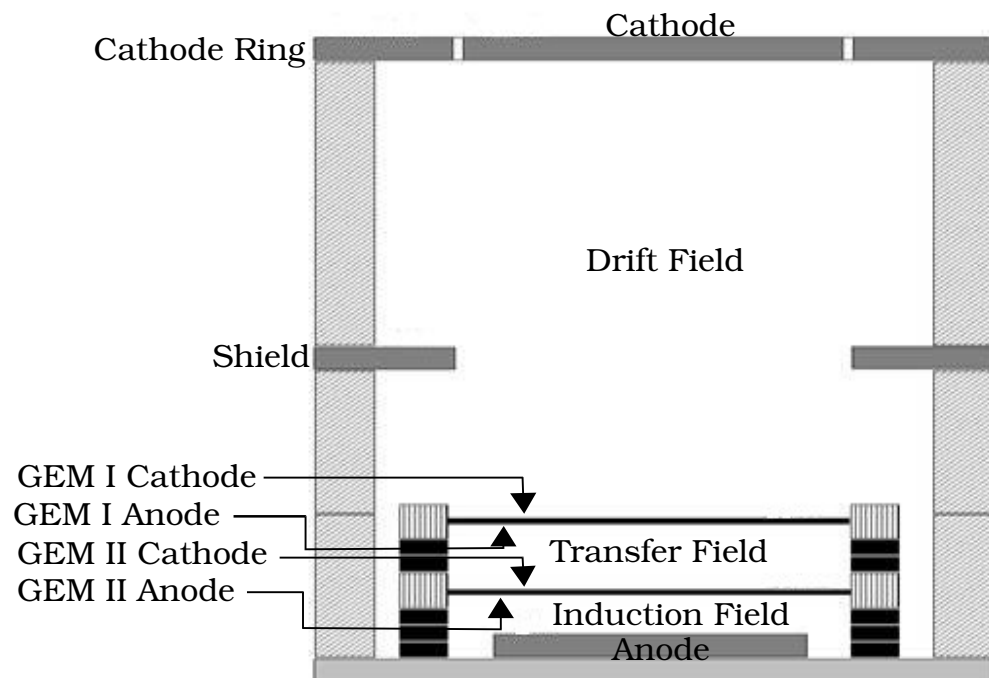 Cathode
Cathode Ring
Drift Field
Shield
GEM I Cathode
GEM I Anode
GEM II Cathode
Transfer Field
GEM II Anode
Induction Field
Anode